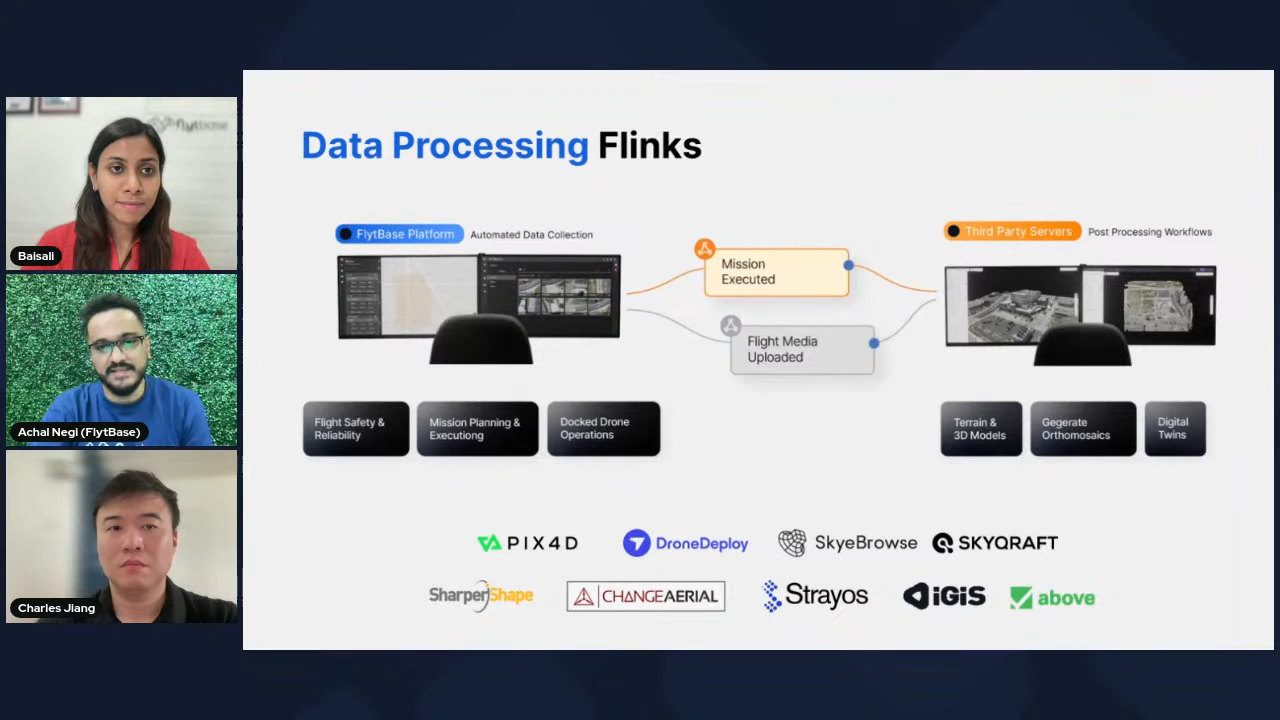 flytbase
Baisali
Achal Negi (FlytBase)
Charles Jiang
Data Processing Flinks
FlytBase Platform
Automated Data Collection
Mission
Executed
Flight Media
Uploaded
Third Party Servers
Post Processing Workflows
Flight Safety &
Reliability
Mission Planning &
Executiong
Docked Drone
Operations
Terrain &
3D Models
Gegerate
Orthomosaics
Digital
Twins
PIX4D
DroneDeploy
SkyeBrowse
SKYQRAFT
SharperShape
CHANGEAERIAL
Strayos
iGiS
above